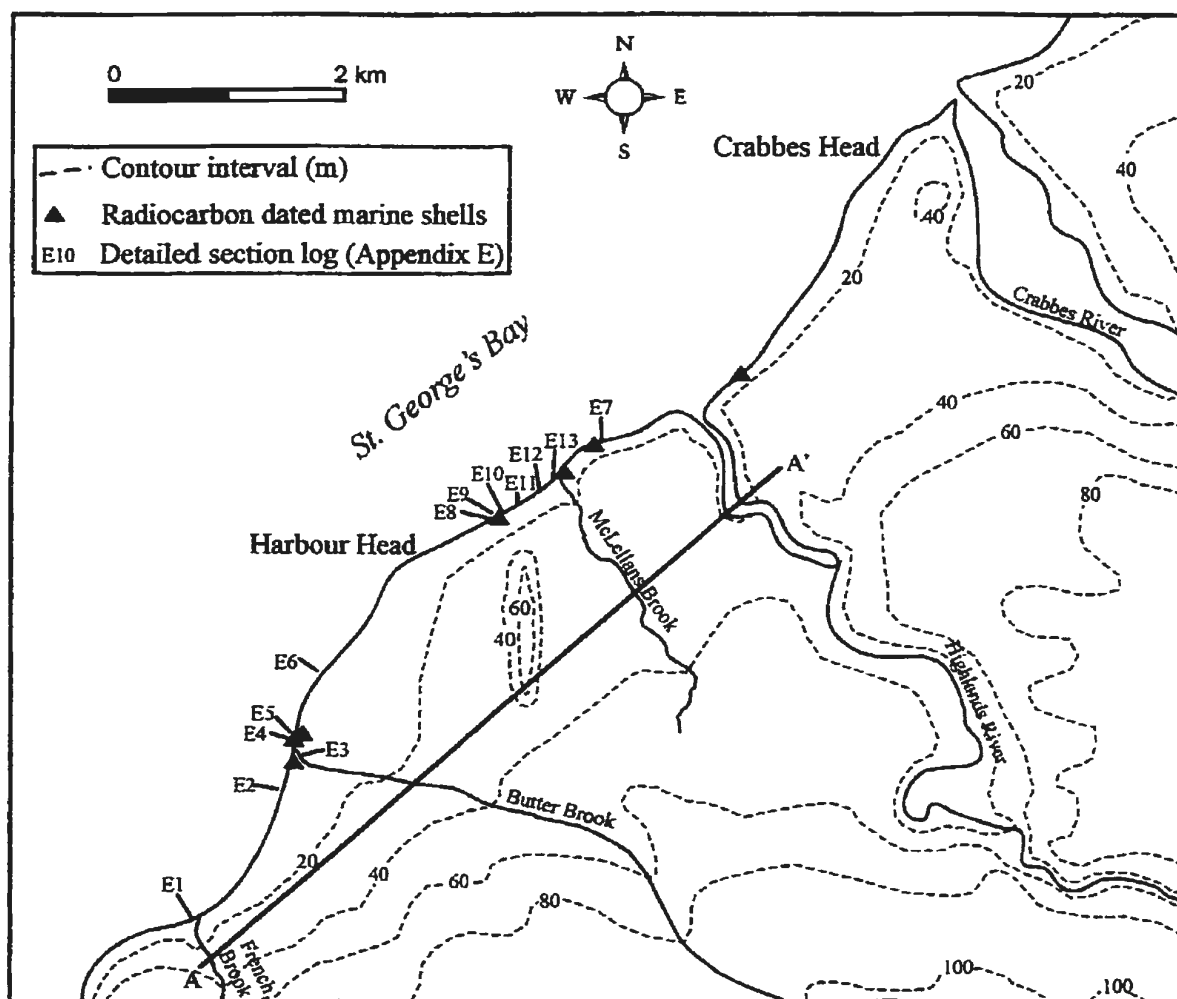 0 2 km
N
W E
S
Contour interval (m)
Radiocarbon dated marine shells
E10 Detailed section log (Appendix E)
Crabbes Head
20
40
40
20
Crabbes River
St. George's Bay
40
60
80
E7
E13
E12
E11
E10
E9
E8
A'
Harbour Head
McLellans Brook
60
40
E6
Highlands River
E5
E4
E3
E2
Butter Brook
20
40
60
80
E1
French
Brook
A
100
100